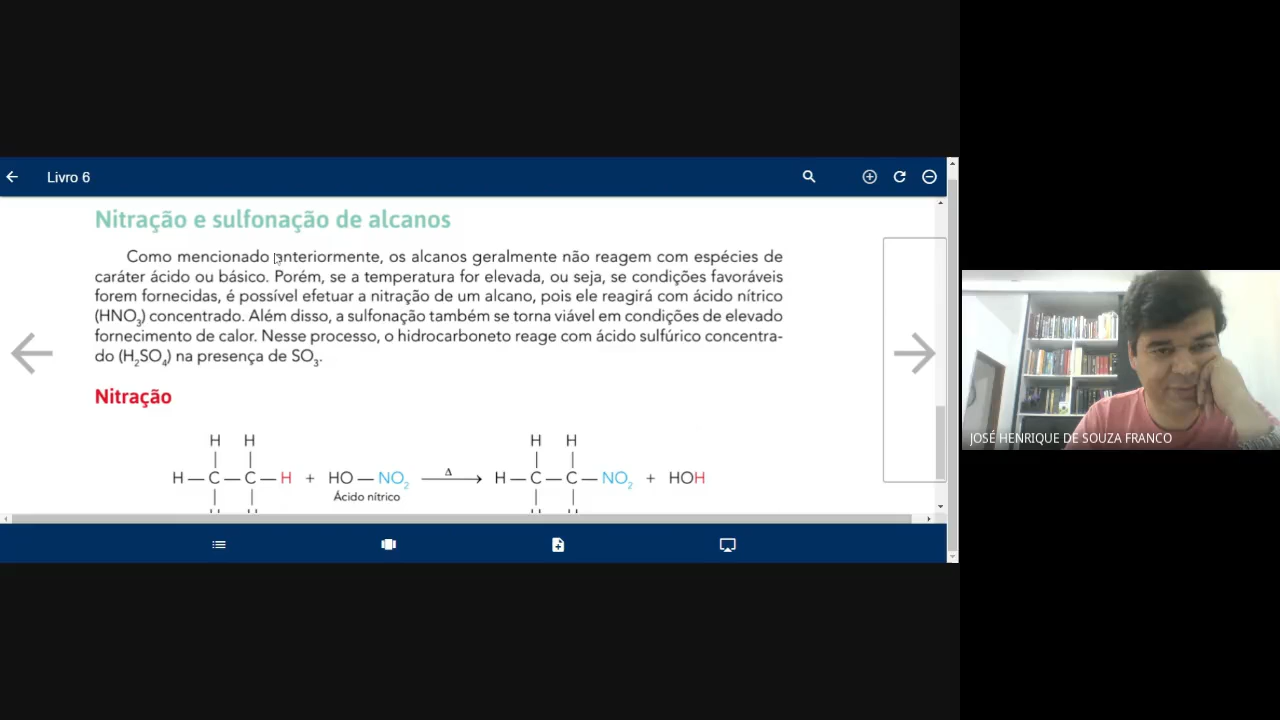 Livro 6
Nitração e sulfonação de alcanos
Como mencionado anteriormente, os alcanos geralmente não reagem com espécies de
caráter ácido ou básico. Porém, se a temperatura for elevada, ou seja, se condições favoráveis
forem fornecidas, é possível efetuar a nitração de um alcano, pois ele reagirá com ácido nítrico
(HNO₃) concentrado. Além disso, a sulfonação também se torna viável em condições de elevado
fornecimento de calor. Nesse processo, o hidrocarboneto reage com ácido sulfúrico concentra-
do (H₂SO₄) na presença de SO₃.
Nitração
H H H H
H — C — C — H + HO — NO₂ Δ → H — C — C — NO₂ + HOH
Ácido nítrico
H H H H
JOSÉ HENRIQUE DE SOUZA FRANCO